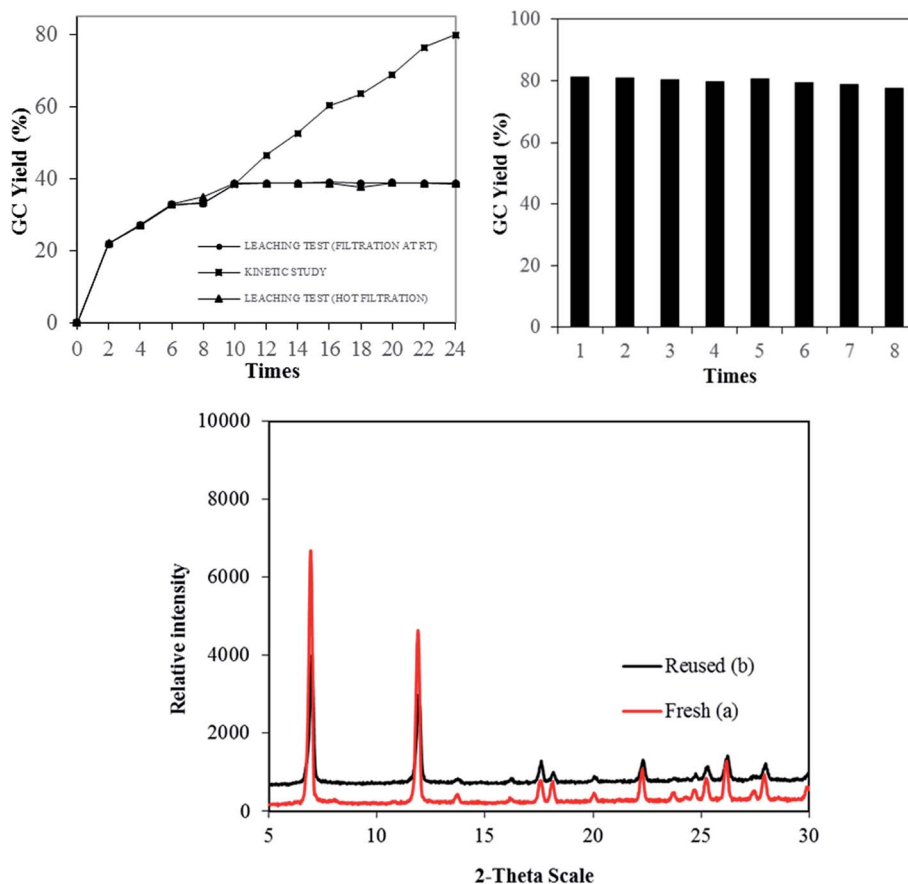 80
60
40
20
0
GC Yield (%)
LEACHING TEST (FILTRATION AT RT)
KINETIC STUDY
LEACHING TEST (HOT FILTRATION)
0 2 4 6 8 10 12 14 16 18 20 22 24
Times
100
80
60
40
20
0
GC Yield (%)
1 2 3 4 5 6 7 8
Times
10000
8000
6000
4000
2000
0
Relative intensity
Reused (b)
Fresh (a)
5 10 15 20 25 30
2-Theta Scale